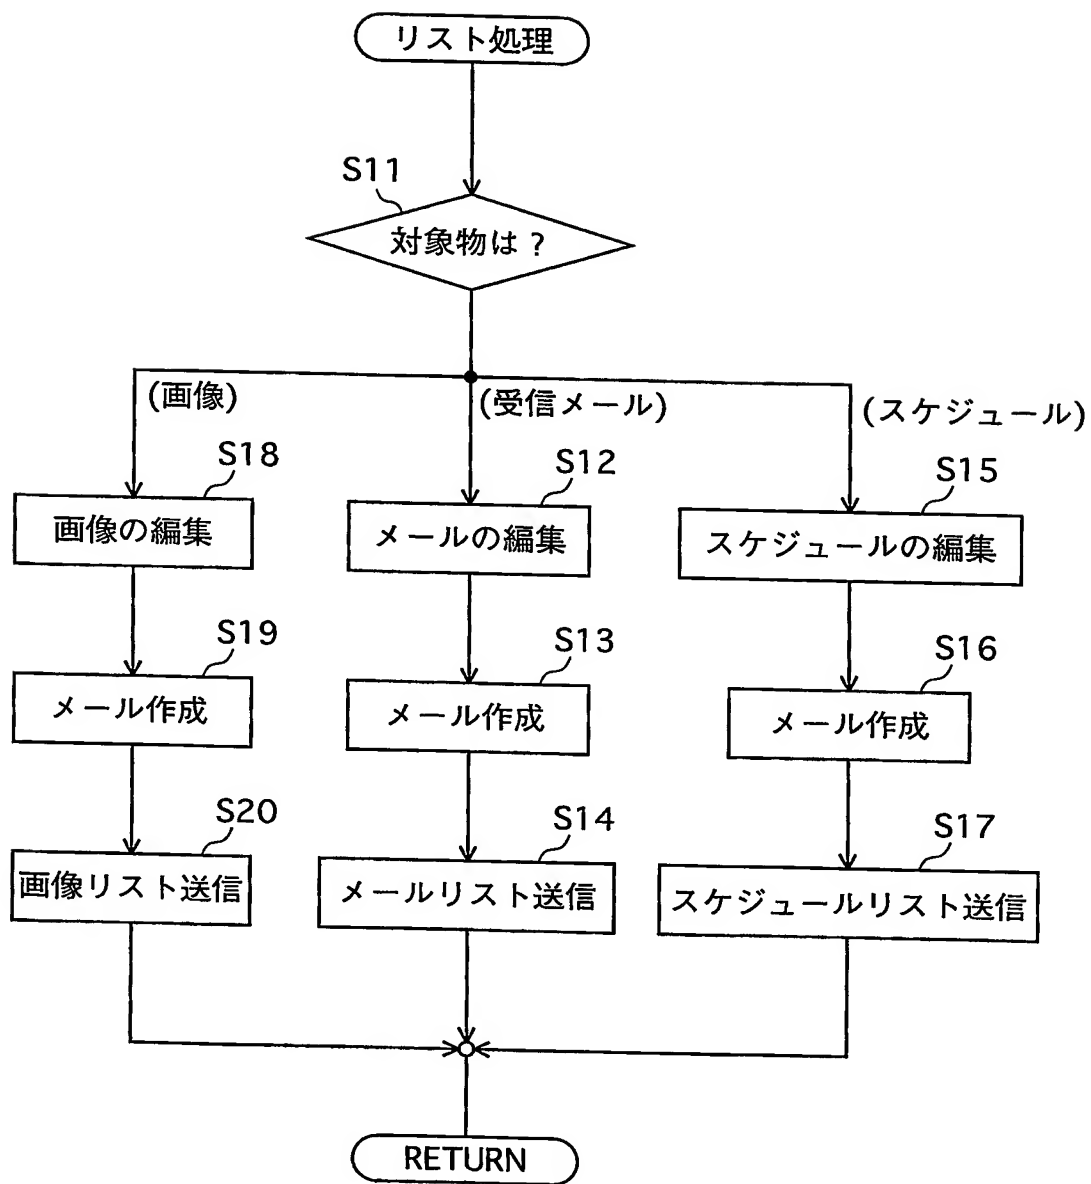 リスト処理
S11
対象物は?
(画像)
(受信メール)
(スケジュール)
S18
S12
S15
画像の編集
メールの編集
スケジュールの編集
S19
S13
S16
メール作成
メール作成
メール作成
S20
S14
S17
画像リスト送信
メールリスト送信
スケジュールリスト送信
RETURN